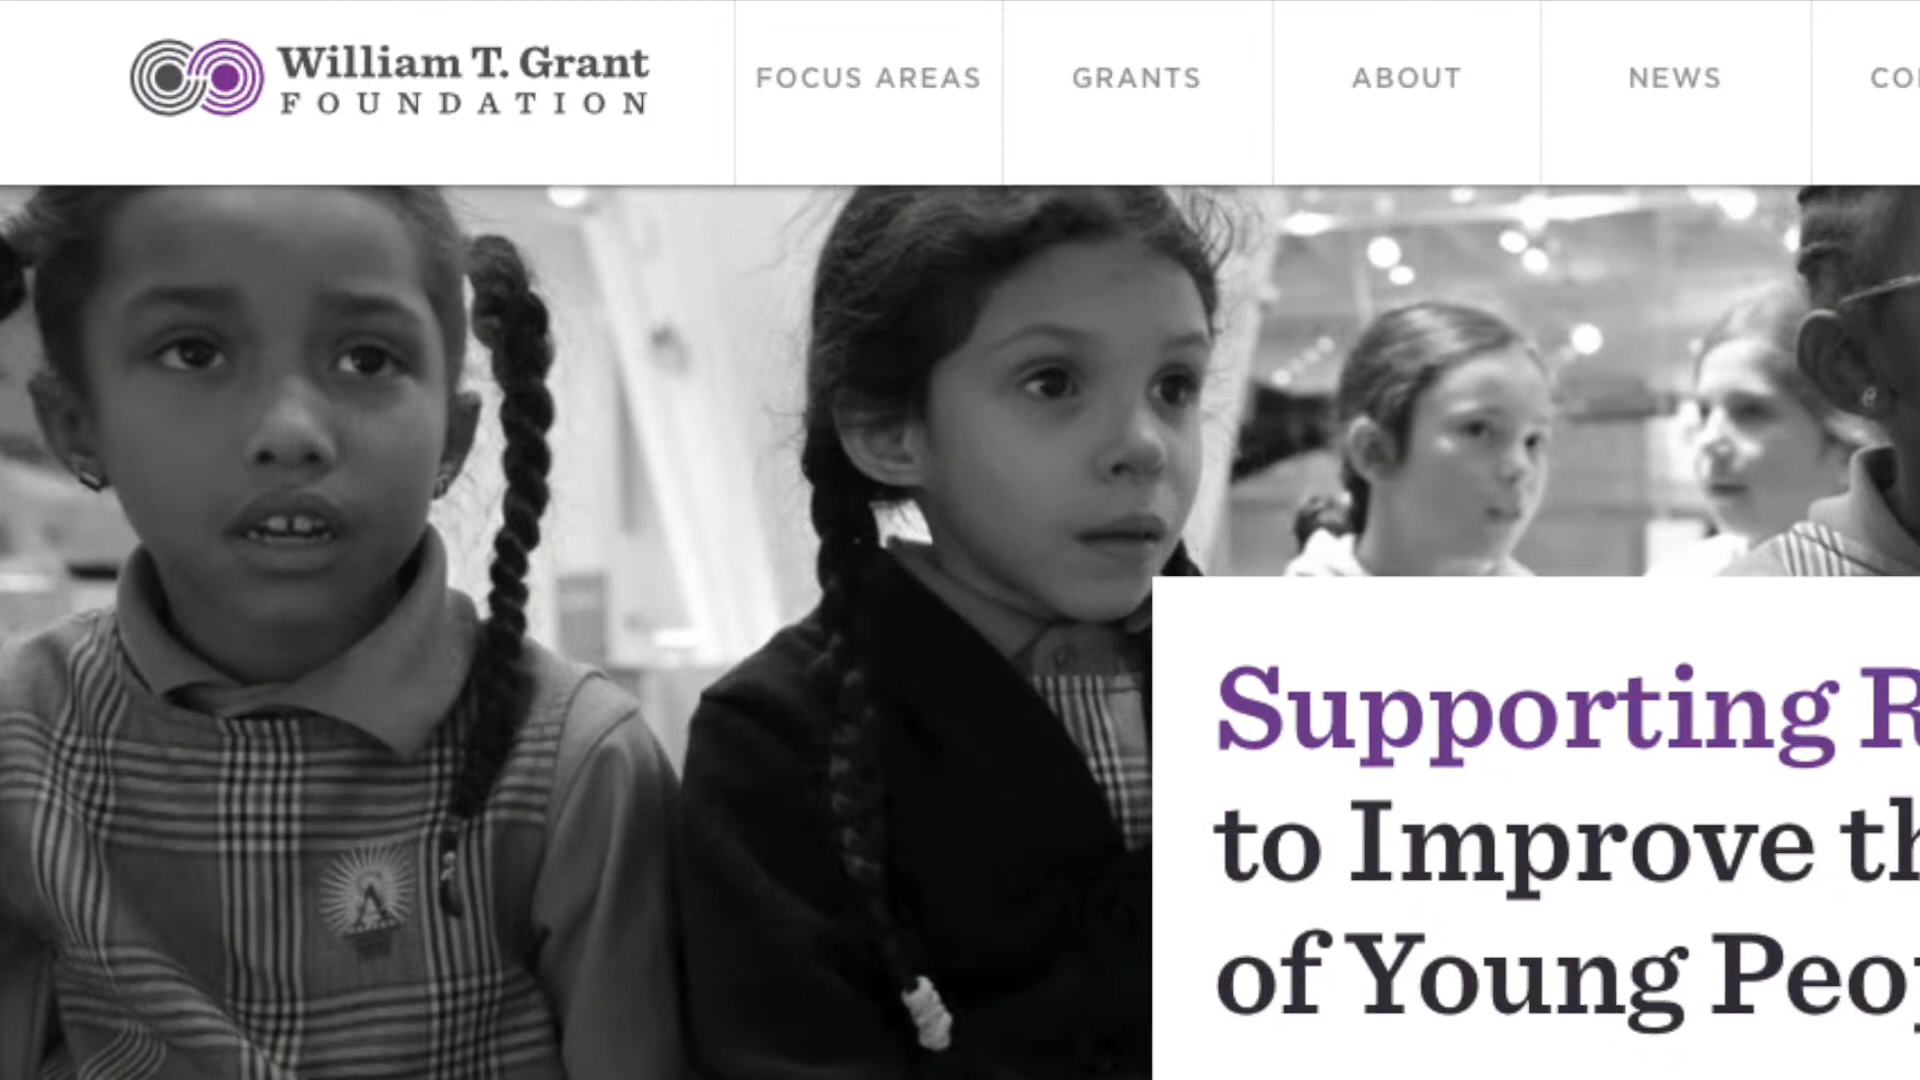 William T. Grant
FOUNDATION
FOCUS AREAS
GRANTS
ABOUT
NEWS
Supporting
to Improve
of Young